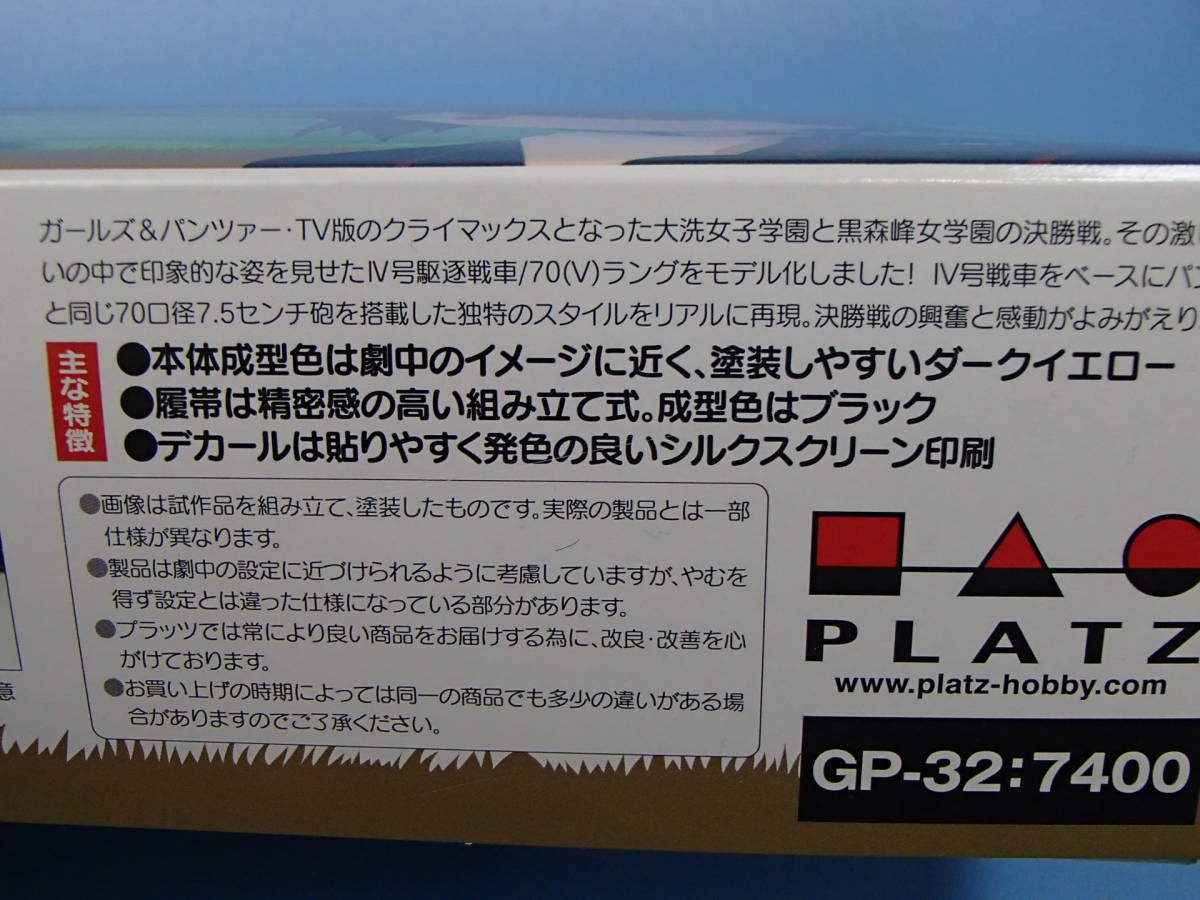 ガールズ&パンツァー・TV版のクライマックスとなった大洗女子学園と黒森峰女学園の決勝戦。その激
いの中で印象的な姿を見せたⅣ号駆逐戦車/70(V)ラングをモデル化しました! Ⅳ号戦車をベースにパン
と同じ70口径7.5センチ砲を搭載した独特のスタイルをリアルに再現。決勝戦の興奮と感動がよみがえり
主な特徴
●本体成型色は劇中のイメージに近く、塗装しやすいダークイエロー
●履帯は精密感の高い組み立て式。成型色はブラック
●デカールは貼りやすく発色の良いシルクスクリーン印刷
●画像は試作品を組み立て、塗装したものです。実際の製品とは一部
仕様が異なります。
●製品は劇中の設定に近づけられるように考慮していますが、やむを
得ず設定とは違った仕様になっている部分があります。
●プラッツでは常により良い商品をお届けする為に、改良・改善を心
がけております。
●お買い上げの時期によっては同一の商品でも多少の違いがある場
合がありますのでご了承ください。
意
PLATZ
www.platz-hobby.com
GP-32:7400